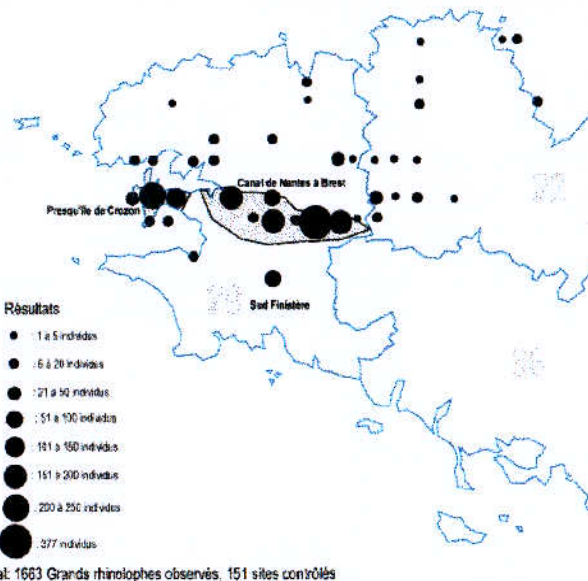 Canal de Nantes à Brest
Presqu'île de Crozon
29
Sud Finistère
Résultats
: 1 à 5 individus
: 6 à 20 individus
: 21 à 50 individus
: 51 à 100 individus
: 101 à 150 individus
: 151 à 200 individus
: 200 à 250 individus
: 377 individus
al: 1663 Grands rhinolophes observés, 151 sites contrôlés